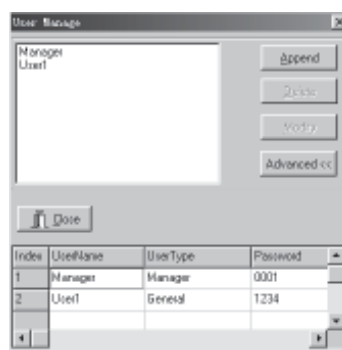 User Manage
Manager
User1
Append
Delete
Modify
Advanced <<
Close
Index UserName UserType Password
1 Manager Manager 0001
2 User1 General 1234